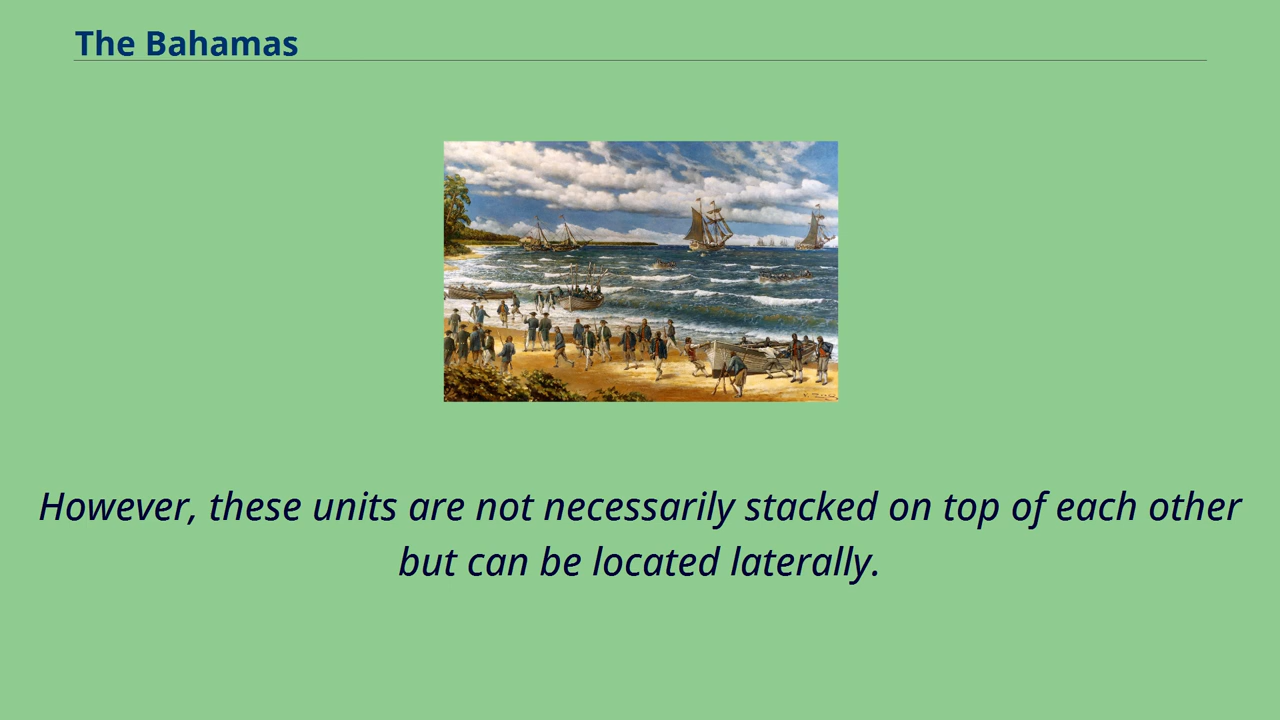 The Bahamas
However, these units are not necessarily stacked on top of each other
but can be located laterally.